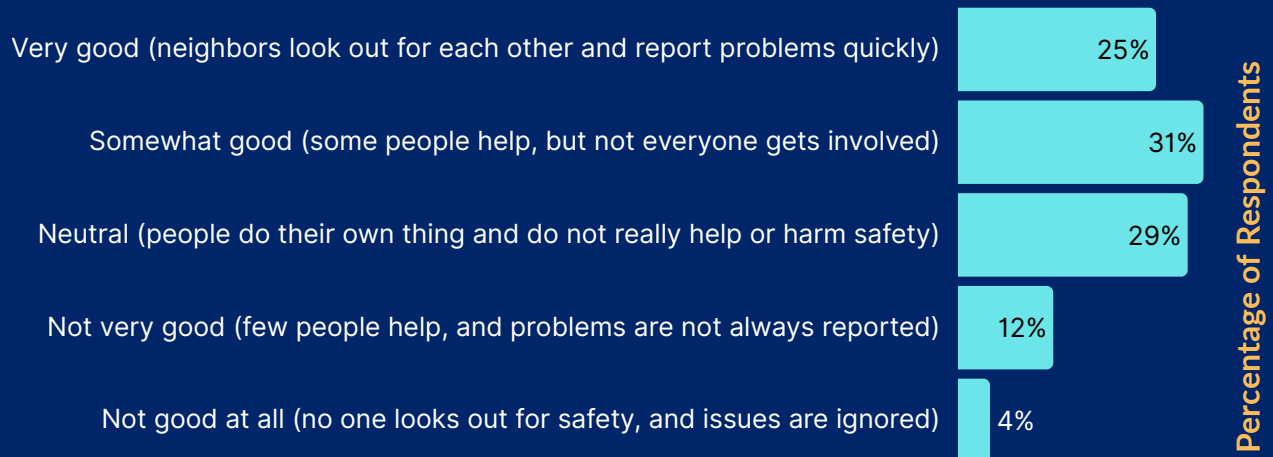 Very good (neighbors look out for each other and report problems quickly) 25%
Somewhat good (some people help, but not everyone gets involved) 31%
Neutral (people do their own thing and do not really help or harm safety) 29%
Not very good (few people help, and problems are not always reported) 12%
Not good at all (no one looks out for safety, and issues are ignored) 4%
Percentage of Respondents